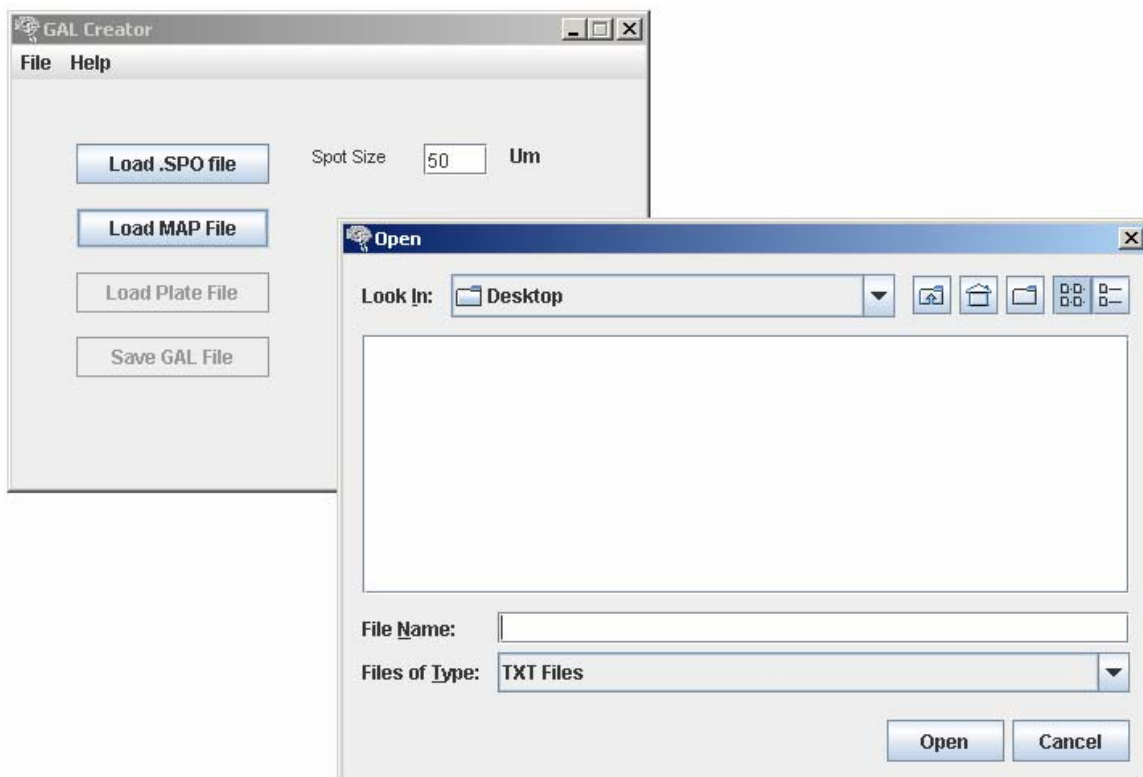 GAL Creator
File Help
Load .SPO file
Spot Size 50 Um
Load MAP File
Load Plate File
Save GAL File
Open
Look In: Desktop
File Name:
Files of Type: TXT Files
Open Cancel